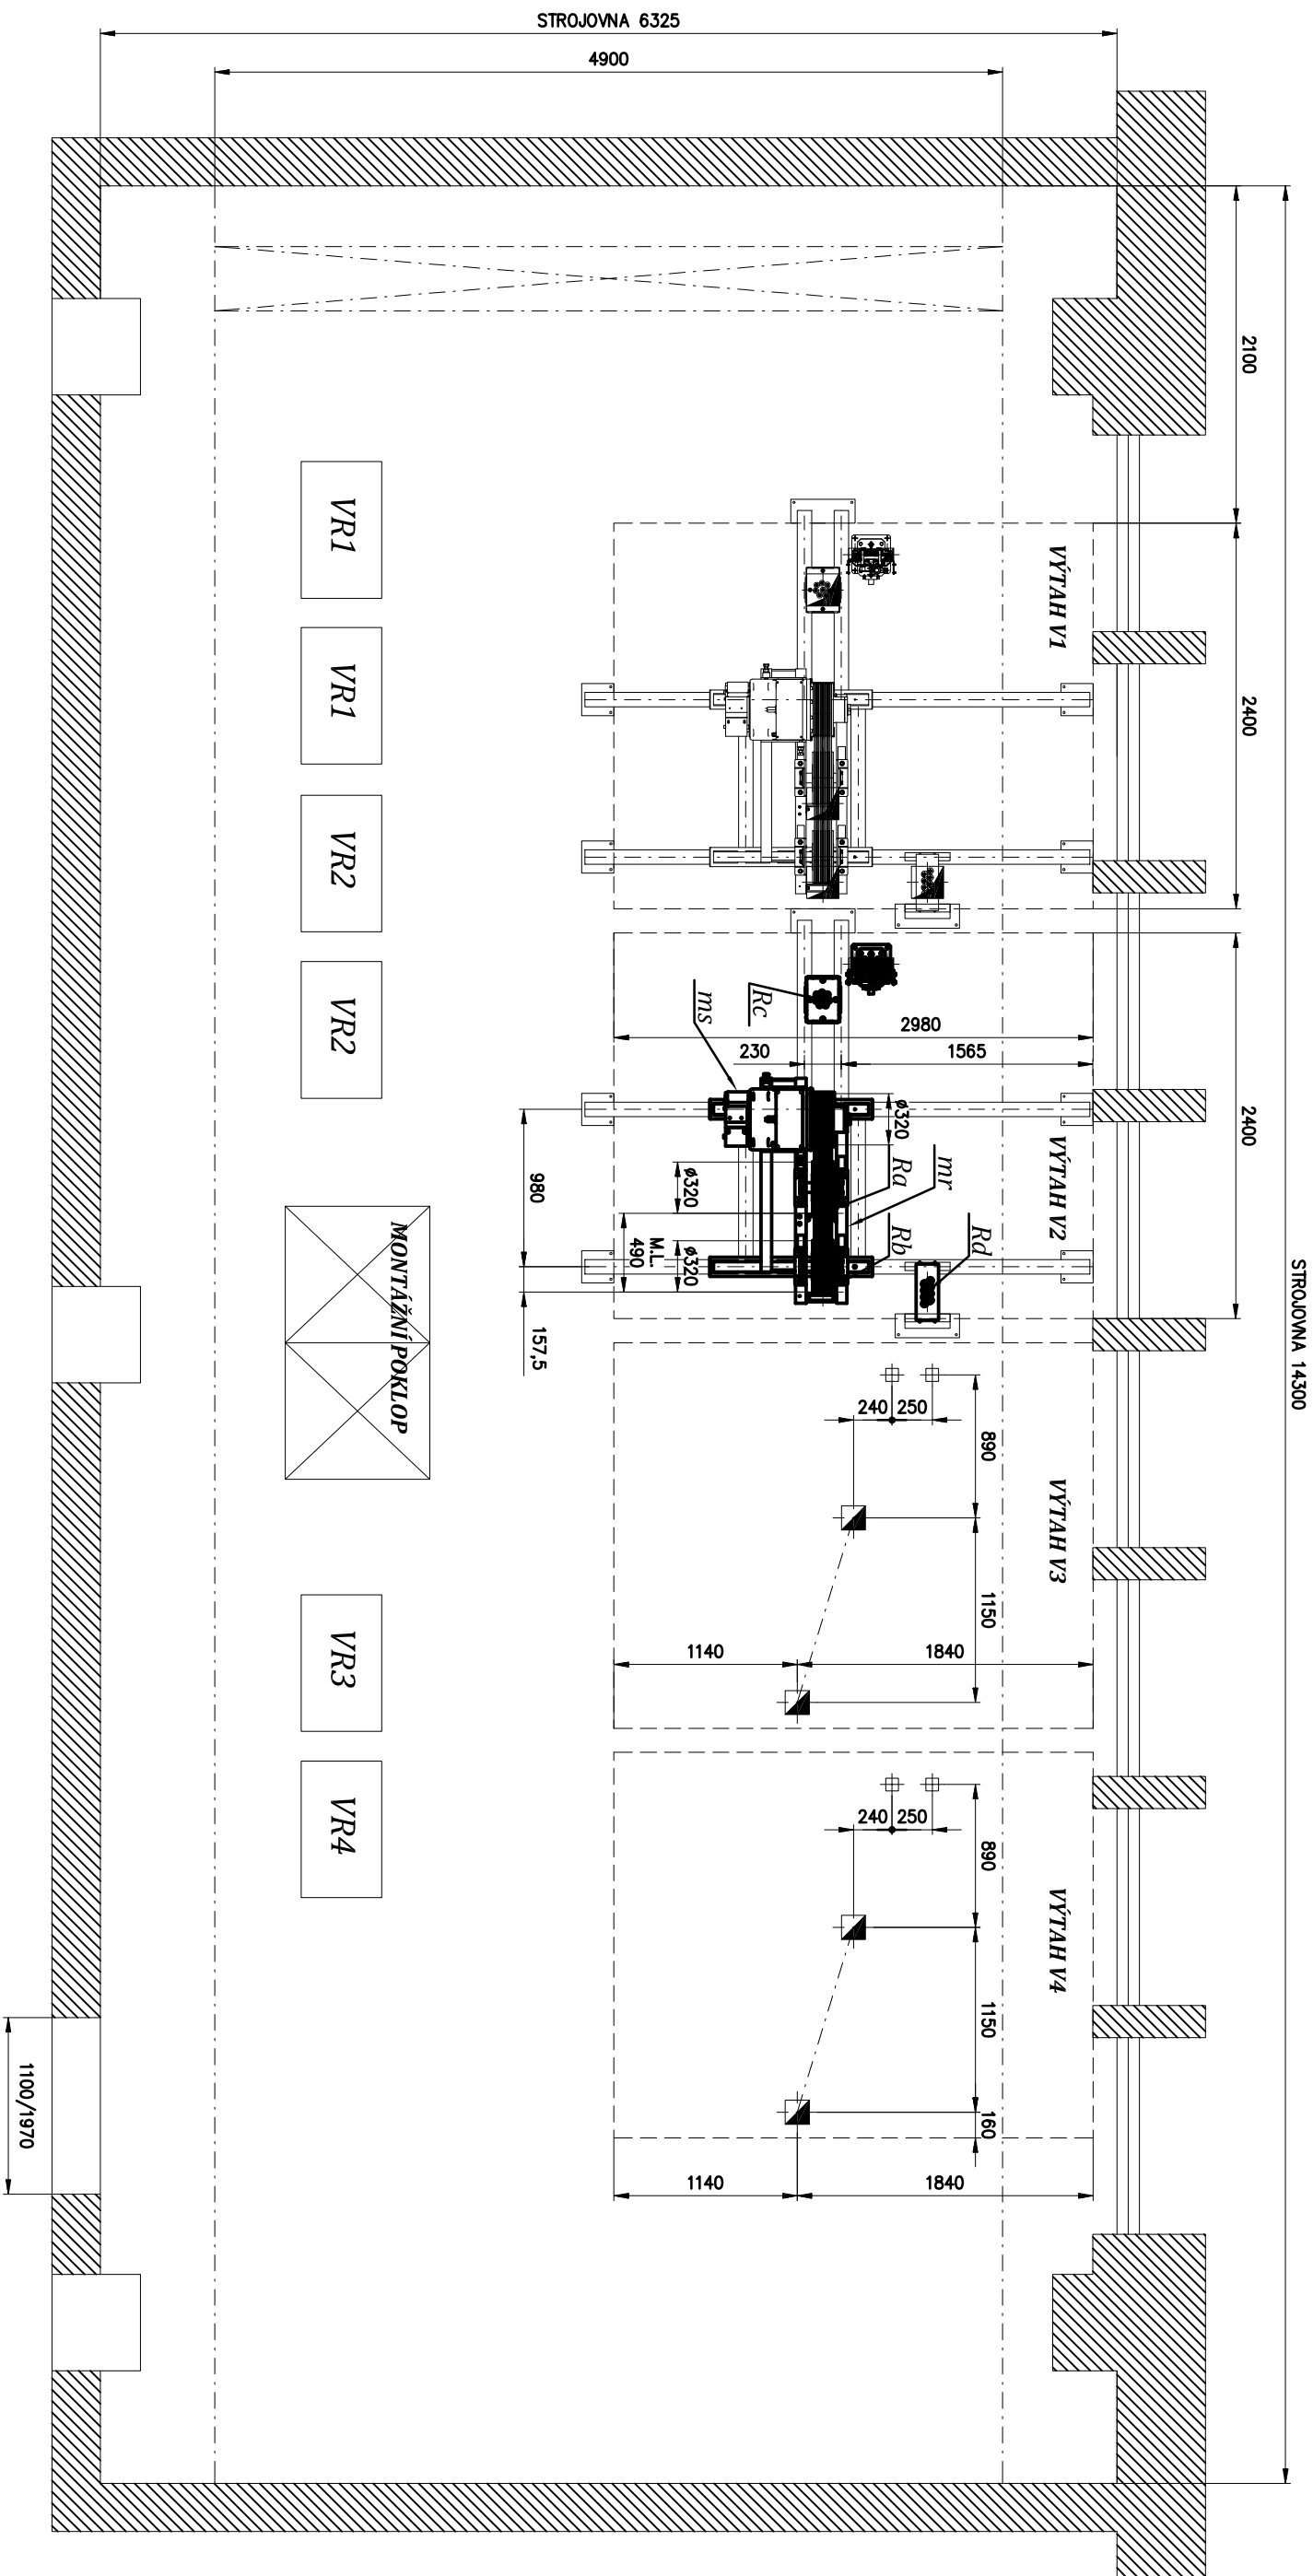 STROJOVNA 6325
4900
STROJOVNA 14300
2100
2400
2400
VÝTAH V1
VÝTAH V2
VÝTAH V3
VÝTAH V4
VR1
VR1
VR2
VR2
VR3
VR4
MONTÁŽNÍ POKLOP
ms
Rc
Ra
mr
Rb
Rd
2980
230
1565
ø320
ø320
ø320
M.L.
490
980
157,5
240
250
890
1150
1140
1840
240
250
890
1150
160
1140
1840
1100/1970